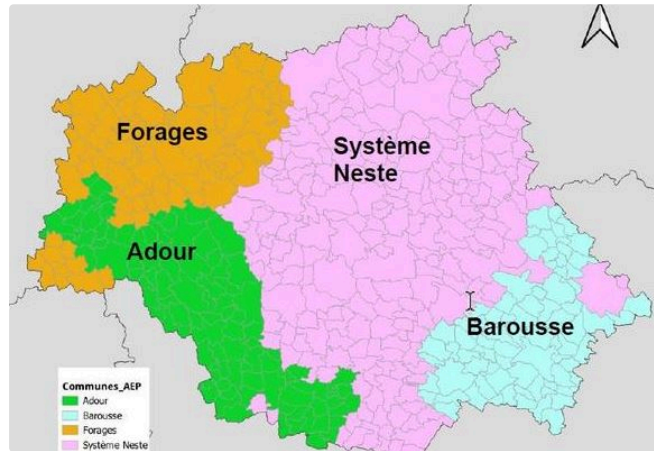 Forages
Système
Neste
Adour
Barousse
Communes_AEP
Adour
Barousse
Forages
Système Neste